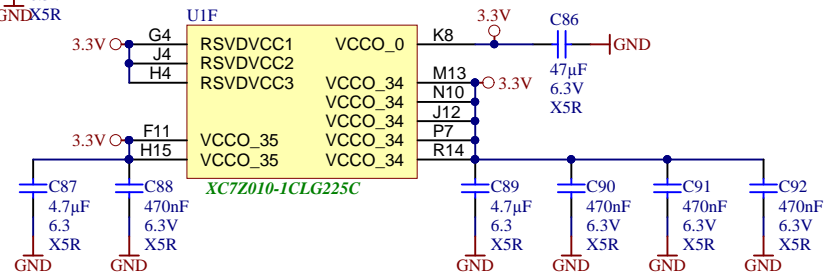 GND X5R
U1F
3.3V G4 RSVDVCC1 VCCO_0 K8 3.3V C86 GND
J4 RSVDVCC2
H4 RSVDVCC3 VCCO_34 M13 3.3V
47µF
6.3V
X5R
VCCO_34 N10
VCCO_34 J12
3.3V F11 VCCO_35 VCCO_34 P7
H15 VCCO_35 VCCO_34 R14
XC7Z010-1CLG225C
C87 C88 C89 C90 C91 C92
4.7µF 470nF 4.7µF 470nF 470nF 470nF
6.3 6.3V 6.3 6.3V 6.3V 6.3V
X5R X5R X5R X5R X5R X5R
GND GND GND GND GND GND